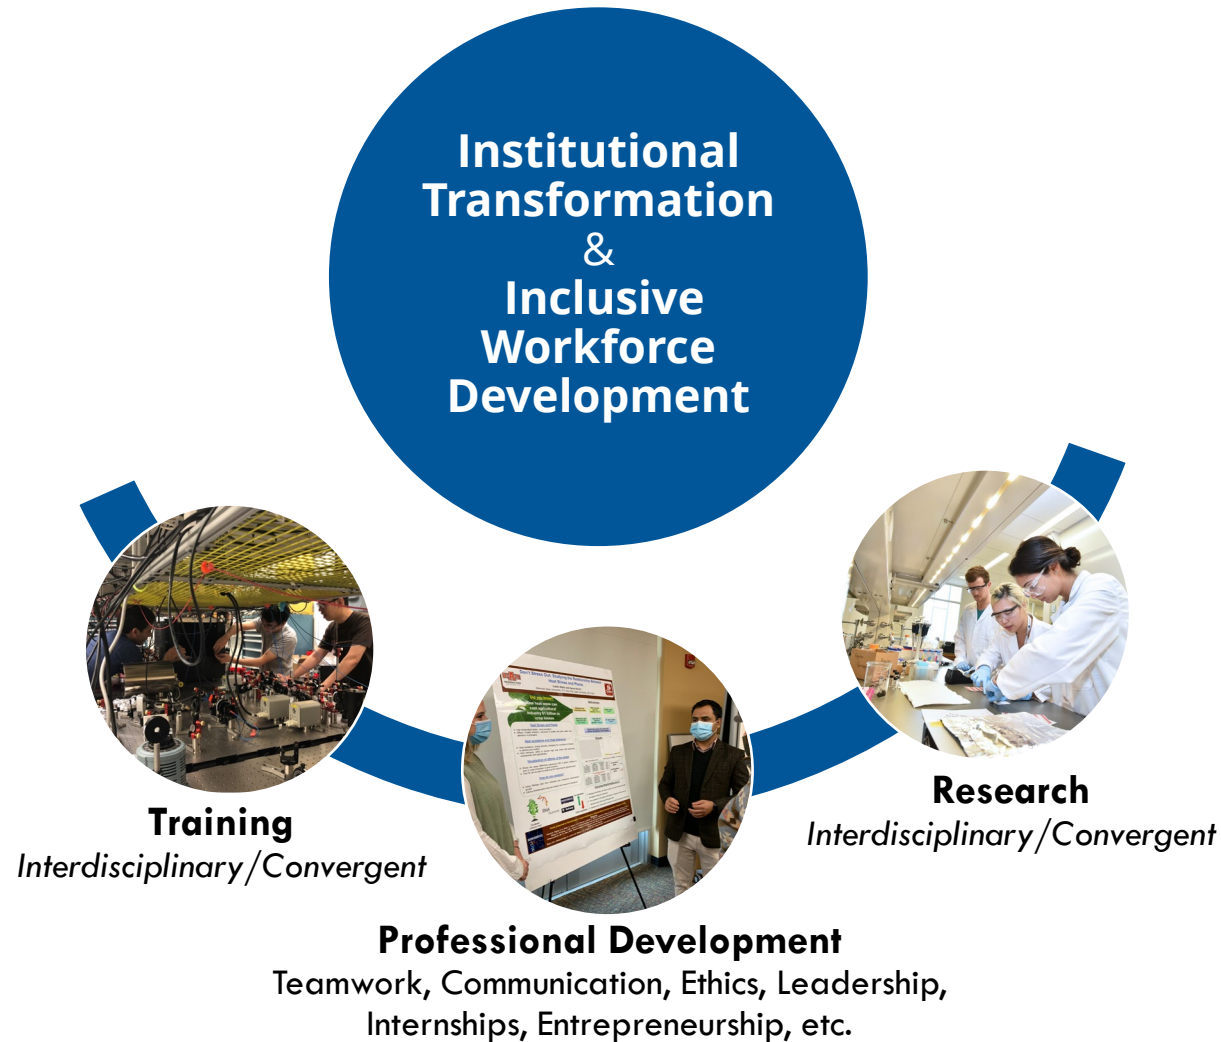 Institutional
Transformation
&
Inclusive
Workforce
Development
Training
Interdisciplinary/Convergent
Research
Interdisciplinary/Convergent
Professional Development
Teamwork, Communication, Ethics, Leadership,
Internships, Entrepreneurship, etc.